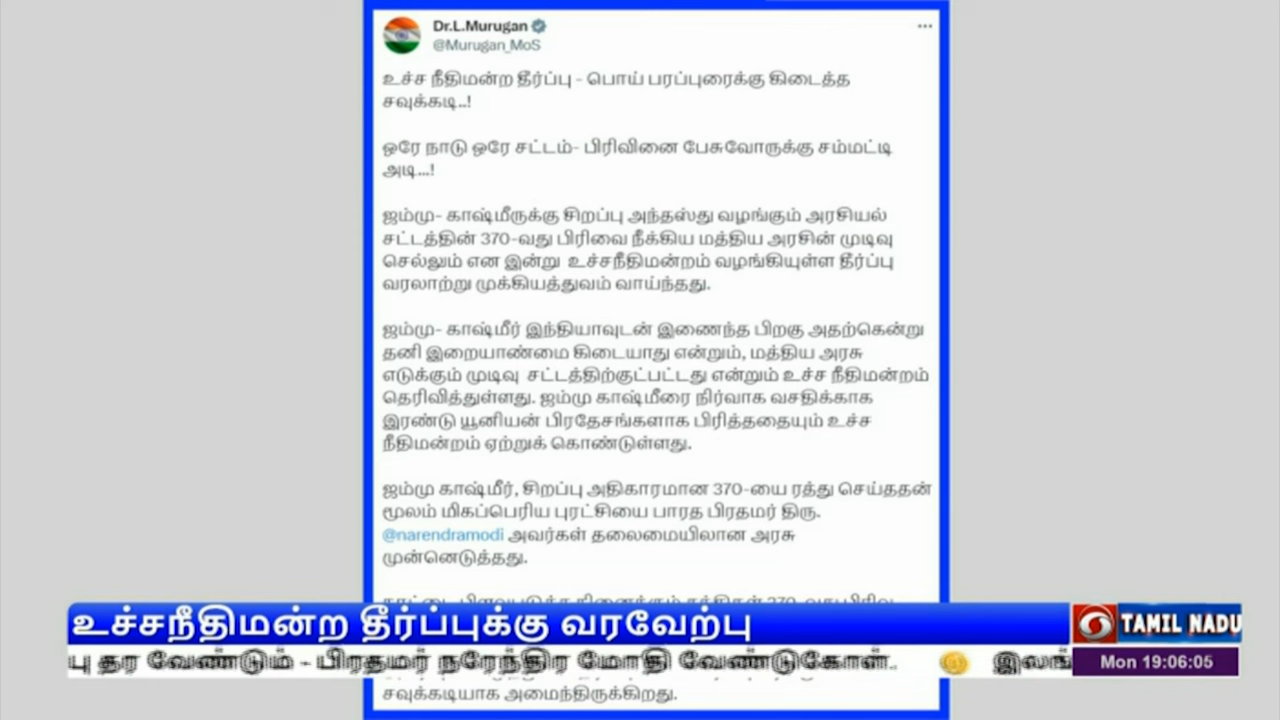 Dr.L.Murugan
@Murugan_MoS
உச்ச நீதிமன்ற தீர்ப்பு - பொய் பரப்புரைக்கு கிடைத்த
சவுக்கடி..!
ஒரே நாடு ஒரே சட்டம்- பிரிவினை பேசுவோருக்கு சம்மட்டி
அடி...!
ஜம்மு- காஷ்மீருக்கு சிறப்பு அந்தஸ்து வழங்கும் அரசியல்
சட்டத்தின் 370-வது பிரிவை நீக்கிய மத்திய அரசின் முடிவு
செல்லும் என இன்று உச்சநீதிமன்றம் வழங்கியுள்ள தீர்ப்பு
வரலாற்று முக்கியத்துவம் வாய்ந்தது.
ஜம்மு- காஷ்மீர் இந்தியாவுடன் இணைந்த பிறகு அதற்கென்று
தனி இறையாண்மை கிடையாது என்றும், மத்திய அரசு
எடுக்கும் முடிவு சட்டத்திற்குட்பட்டது என்றும் உச்ச நீதிமன்றம்
தெரிவித்துள்ளது. ஜம்மு காஷ்மீரை நிர்வாக வசதிக்காக
இரண்டு யூனியன் பிரதேசங்களாக பிரித்ததையும் உச்ச
நீதிமன்றம் ஏற்றுக் கொண்டுள்ளது.
ஜம்மு காஷ்மீர், சிறப்பு அதிகாரமான 370-யை ரத்து செய்ததன்
மூலம் மிகப்பெரிய புரட்சியை பாரத பிரதமர் திரு.
@narendramodi அவர்கள் தலைமையிலான அரசு
முன்னெடுத்தது.
உச்சநீதிமன்ற தீர்ப்புக்கு வரவேற்பு
TAMIL NADU
பு தர வேண்டும் - பிரதமர் நரேந்திர மோதி வேண்டுகோள்..
Mon 19:06:05
சவுக்கடியாக அமைந்திருக்கிறது.